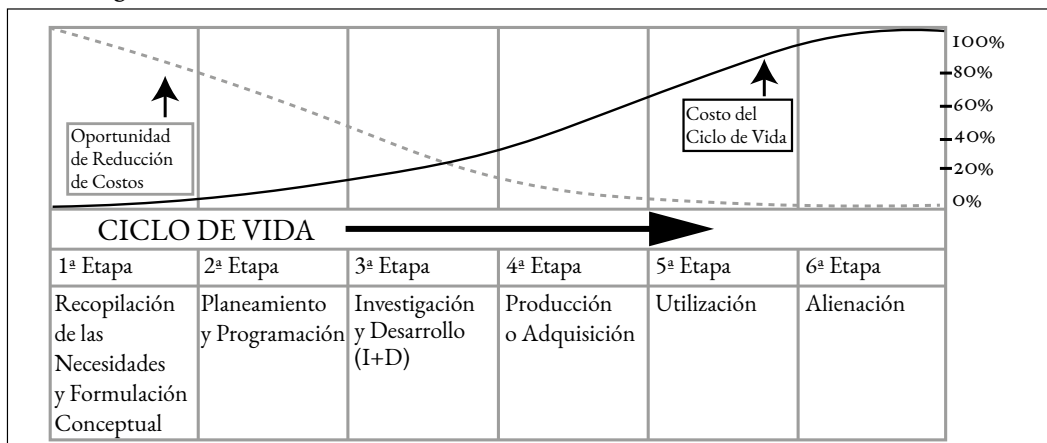 100%
80%
60%
40%
20%
0%
Oportunidad
de Reducción
de Costos
Costo del
Ciclo de Vida
CICLO DE VIDA
1ª Etapa
2ª Etapa
3ª Etapa
4ª Etapa
5ª Etapa
6ª Etapa
Recopilación
de las
Necesidades
y Formulación
Conceptual
Planeamiento
y Programación
Investigación
y Desarrollo
(I+D)
Producción
o Adquisición
Utilización
Alienación